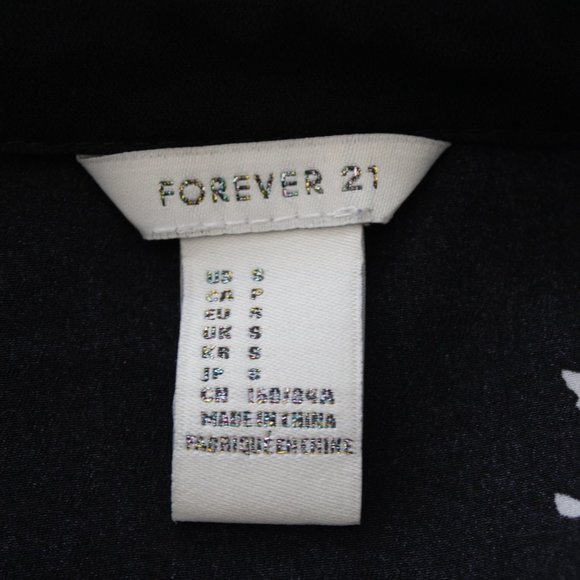 FOREVER 21
US S
CA P
EU S
UK S
KR S
JP S
CN 160/84A
MADE IN CHINA
FABRIQUÉ EN CHINE